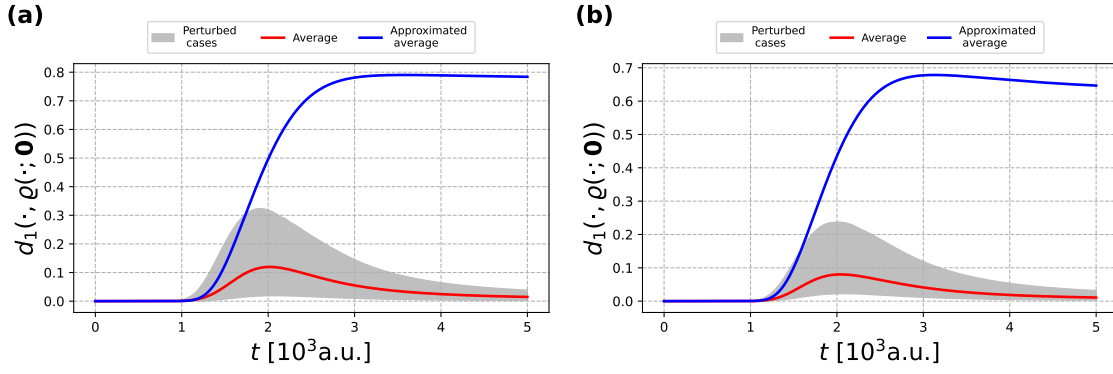 (a)
Perturbed
cases
Average
Approximated
average
d₁(·, ϱ(·; 𝟎))
0.8
0.7
0.6
0.5
0.4
0.3
0.2
0.1
0.0
0 1 2 3 4 5
t [10³a.u.]
(b)
Perturbed
cases
Average
Approximated
average
d₁(·, ϱ(·; 𝟎))
0.7
0.6
0.5
0.4
0.3
0.2
0.1
0.0
0 1 2 3 4 5
t [10³a.u.]